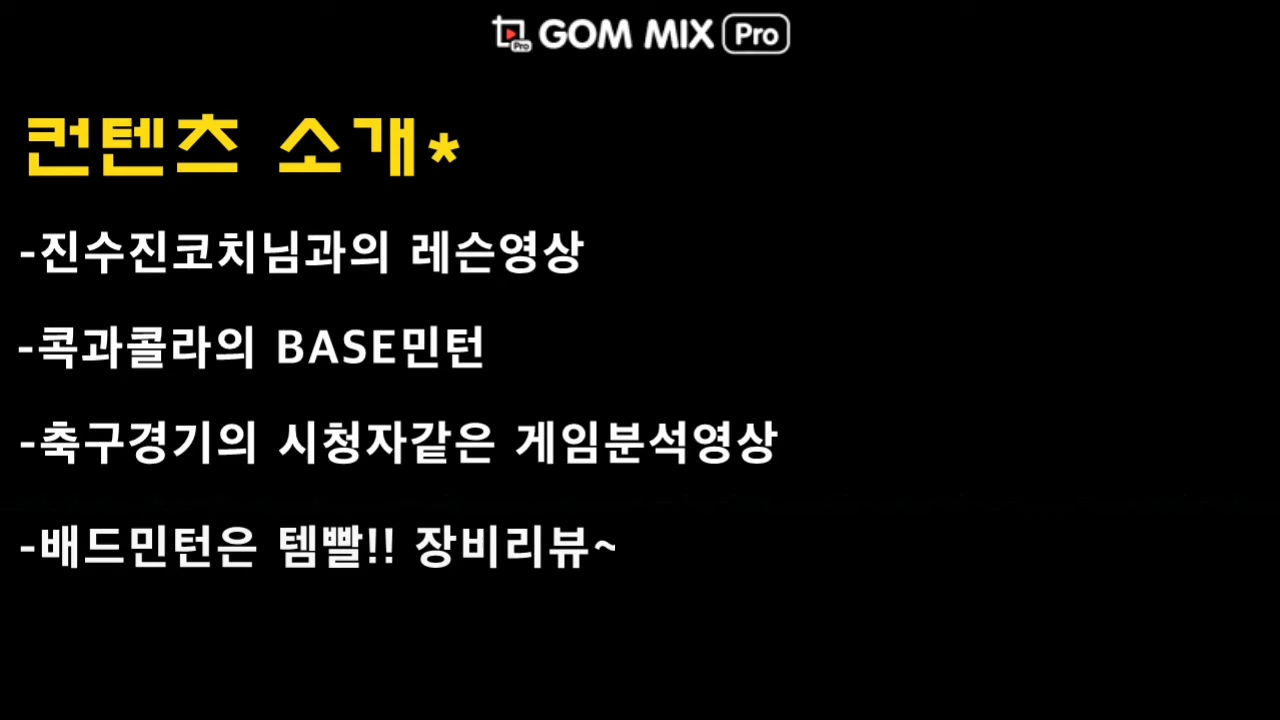 GOM MIX Pro
컨텐츠 소개*
-진수진코치님과의 레슨영상
-콕과콜라의 BASE민턴
-축구경기의 시청자같은 게임분석영상
-배드민턴은 템빨!! 장비리뷰~